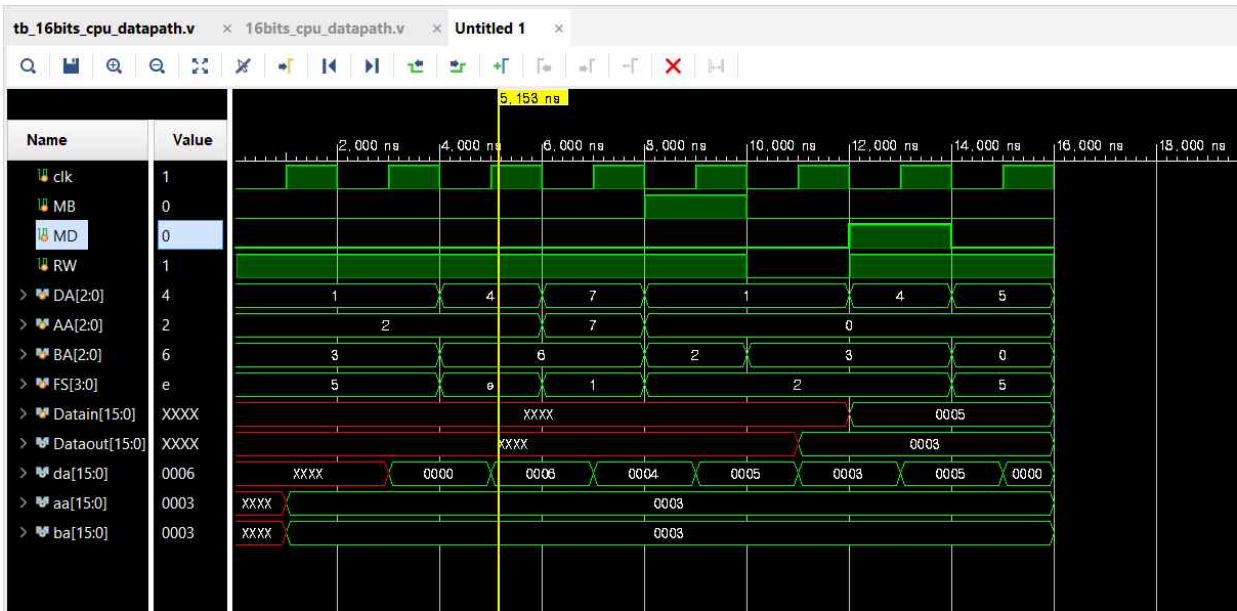 tb_16bits_cpu_datapath.v × 16bits_cpu_datapath.v × Untitled 1 ×
5,153 ns
Name Value
2,000 ns 4,000 ns 6,000 ns 8,000 ns 10,000 ns 12,000 ns 14,000 ns 16,000 ns 18,000 ns
clk 1
MB 0
MD 0
RW 1
DA[2:0] 4 1 4 7 1 4 5
AA[2:0] 2 2 7 0
BA[2:0] 6 3 6 2 3 0
FS[3:0] e 5 e 1 2 5
Datain[15:0] XXXX XXXX 0005
Dataout[15:0] XXXX XXXX 0003
da[15:0] 0006 XXXX 0000 0006 0004 0005 0003 0005 0000
aa[15:0] 0003 XXXX 0003
ba[15:0] 0003 XXXX 0003